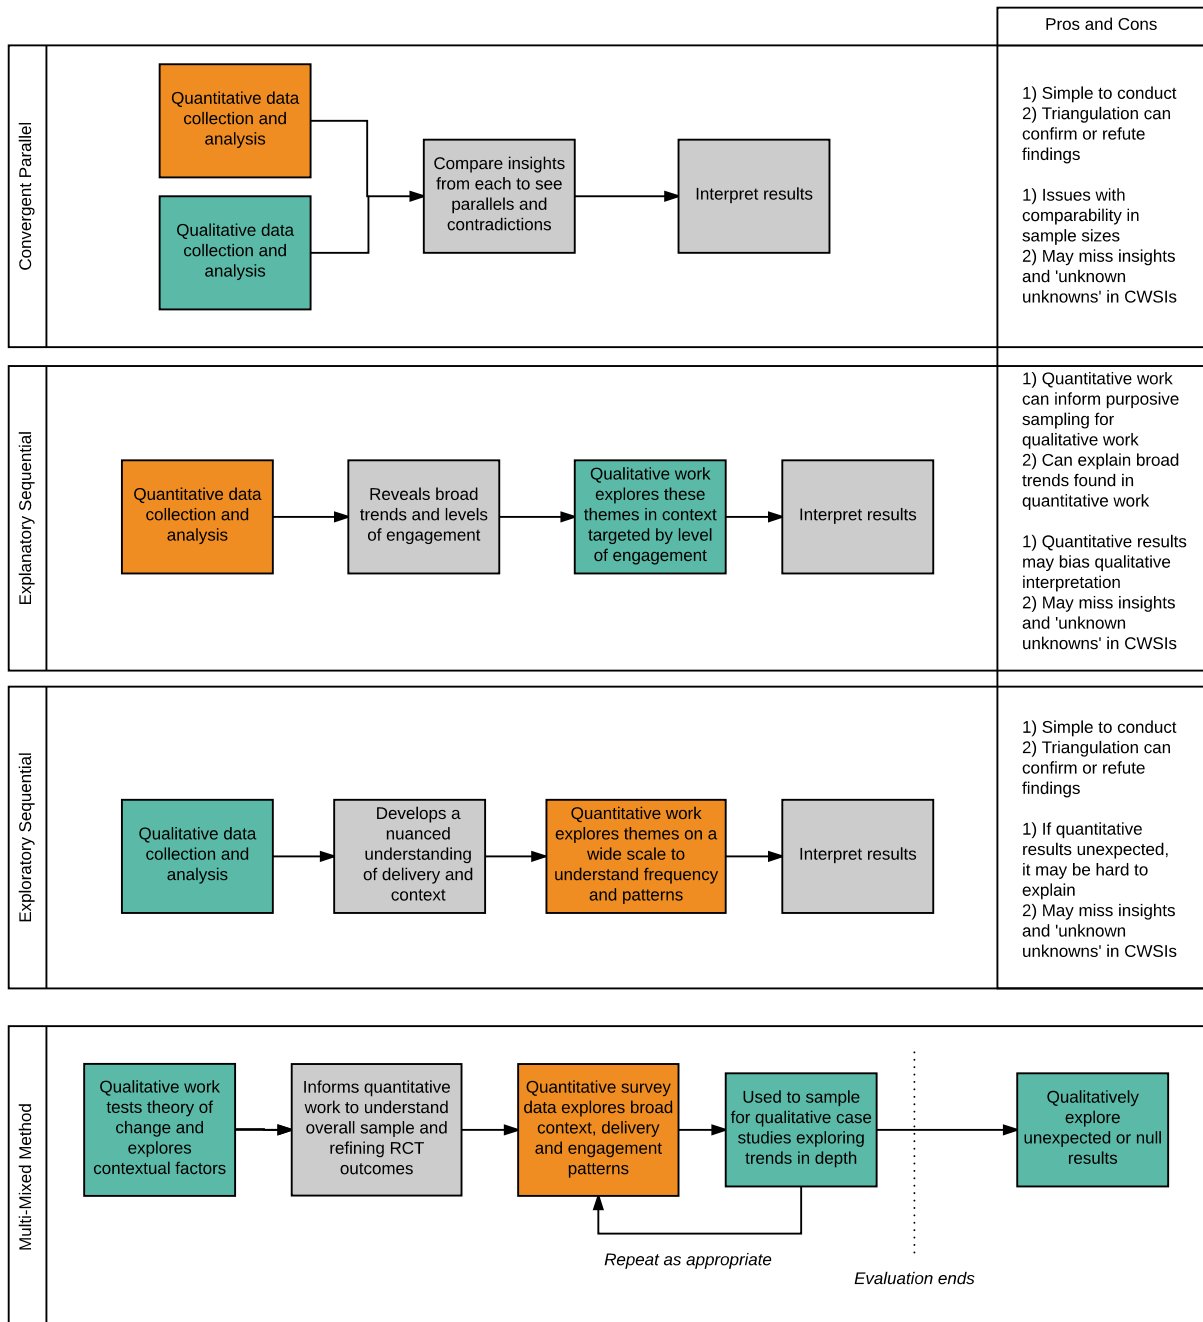 Pros and Cons
Convergent Parallel
Quantitative data
collection and
analysis
Qualitative data
collection and
analysis
Compare insights
from each to see
parallels and
contradictions
Interpret results
1) Simple to conduct
2) Triangulation can
confirm or refute
findings
1) Issues with
comparability in
sample sizes
2) May miss insights
and 'unknown
unknowns' in CWSIs
Explanatory Sequential
Quantitative data
collection and
analysis
Reveals broad
trends and levels
of engagement
Qualitative work
explores these
themes in context
targeted by level
of engagement
Interpret results
1) Quantitative work
can inform purposive
sampling for
qualitative work
2) Can explain broad
trends found in
quantitative work
1) Quantitative results
may bias qualitative
interpretation
2) May miss insights
and 'unknown
unknowns' in CWSIs
Exploratory Sequential
Qualitative data
collection and
analysis
Develops a
nuanced
understanding
of delivery and
context
Quantitative work
explores themes on a
wide scale to
understand frequency
and patterns
Interpret results
1) Simple to conduct
2) Triangulation can
confirm or refute
findings
1) If quantitative
results unexpected,
it may be hard to
explain
2) May miss insights
and 'unknown
unknowns' in CWSIs
Multi-Mixed Method
Qualitative work
tests theory of
change and
explores
contextual factors
Informs quantitative
work to understand
overall sample and
refining RCT
outcomes
Quantitative survey
data explores broad
context, delivery
and engagement
patterns
Used to sample
for qualitative case
studies exploring
trends in depth
Qualitatively
explore
unexpected or null
results
Repeat as appropriate
Evaluation ends